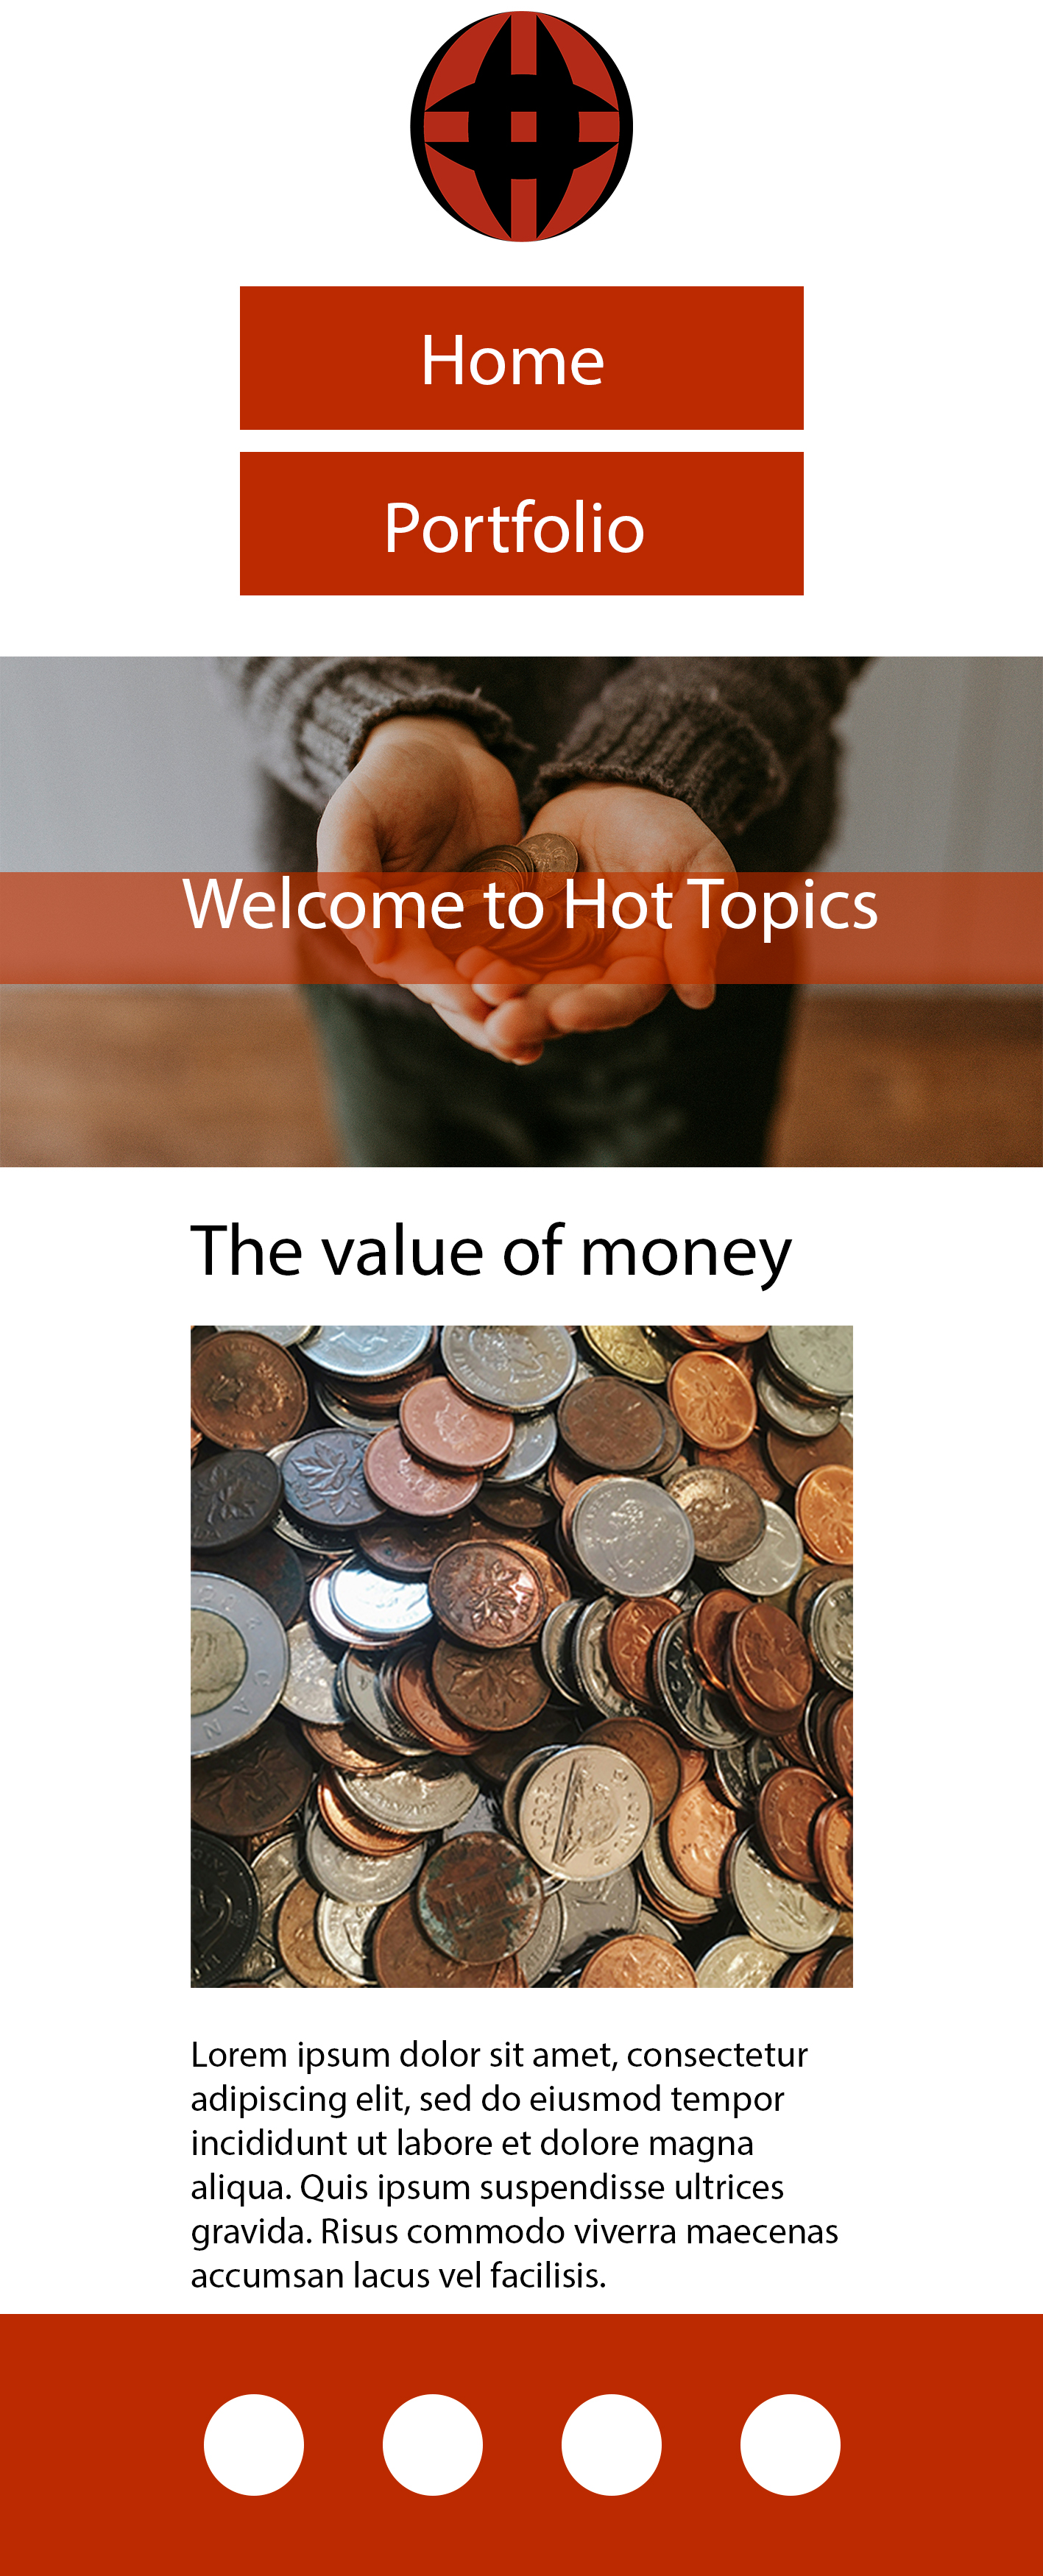 Home
Portfolio
Welcome to Hot Topics
The value of money
Lorem ipsum dolor sit amet, consectetur
adipiscing elit, sed do eiusmod tempor
incididunt ut labore et dolore magna
aliqua. Quis ipsum suspendisse ultrices
gravida. Risus commodo viverra maecenas
accumsan lacus vel facilisis.